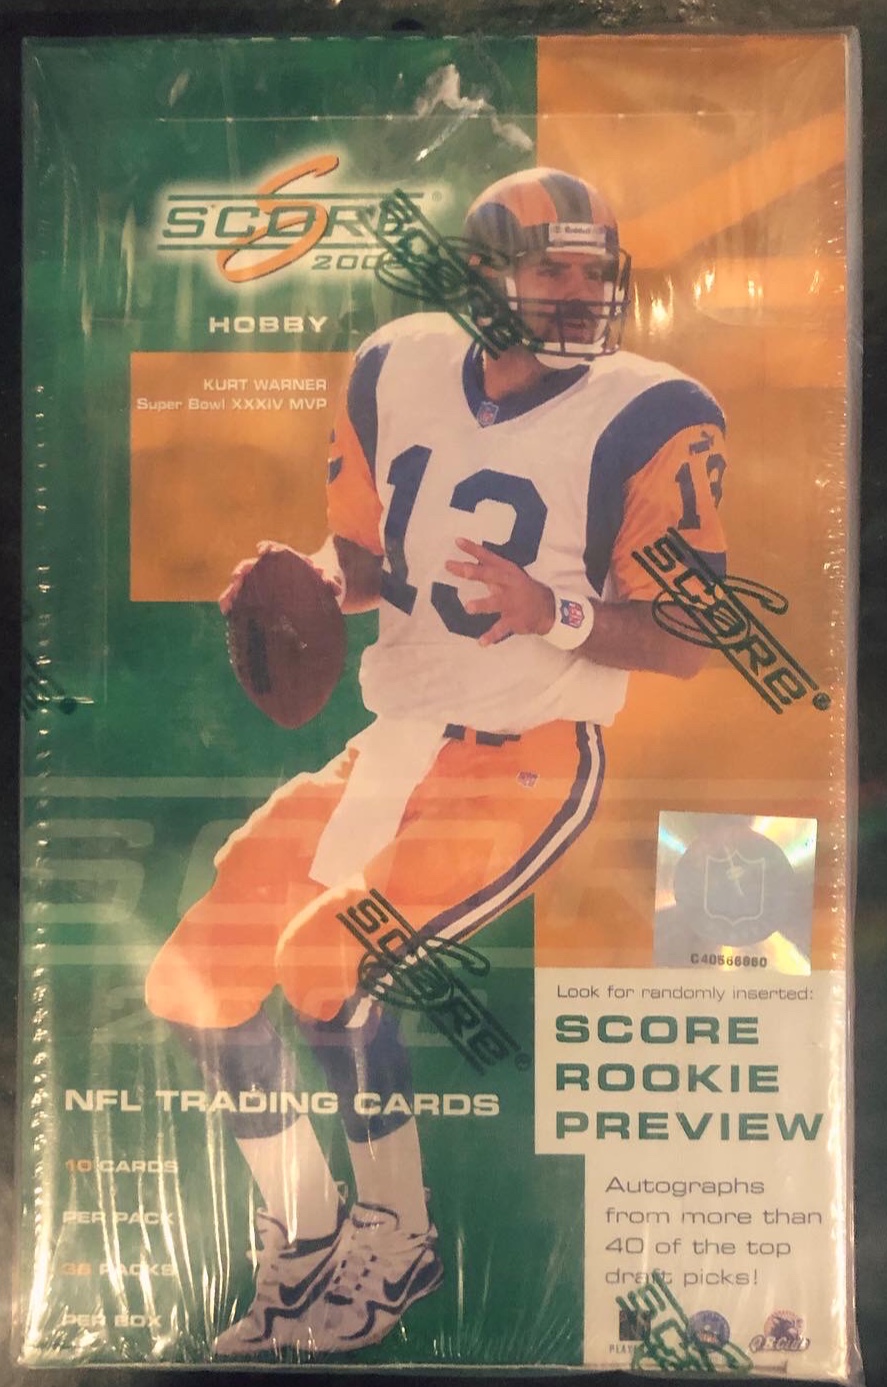 SCORE
HOBBY
KURT WARNER
Super Bowl XXXIV MVP
Riddell
13
13
SCORE
SCORE
SCORE
C40566860
Look for randomly inserted:
SCORE
ROOKIE
PREVIEW
NFL TRADING CARDS
10 CARDS
PER PACK
36 PACKS
PER BOX
Autographs
from more than
40 of the top
draft picks!